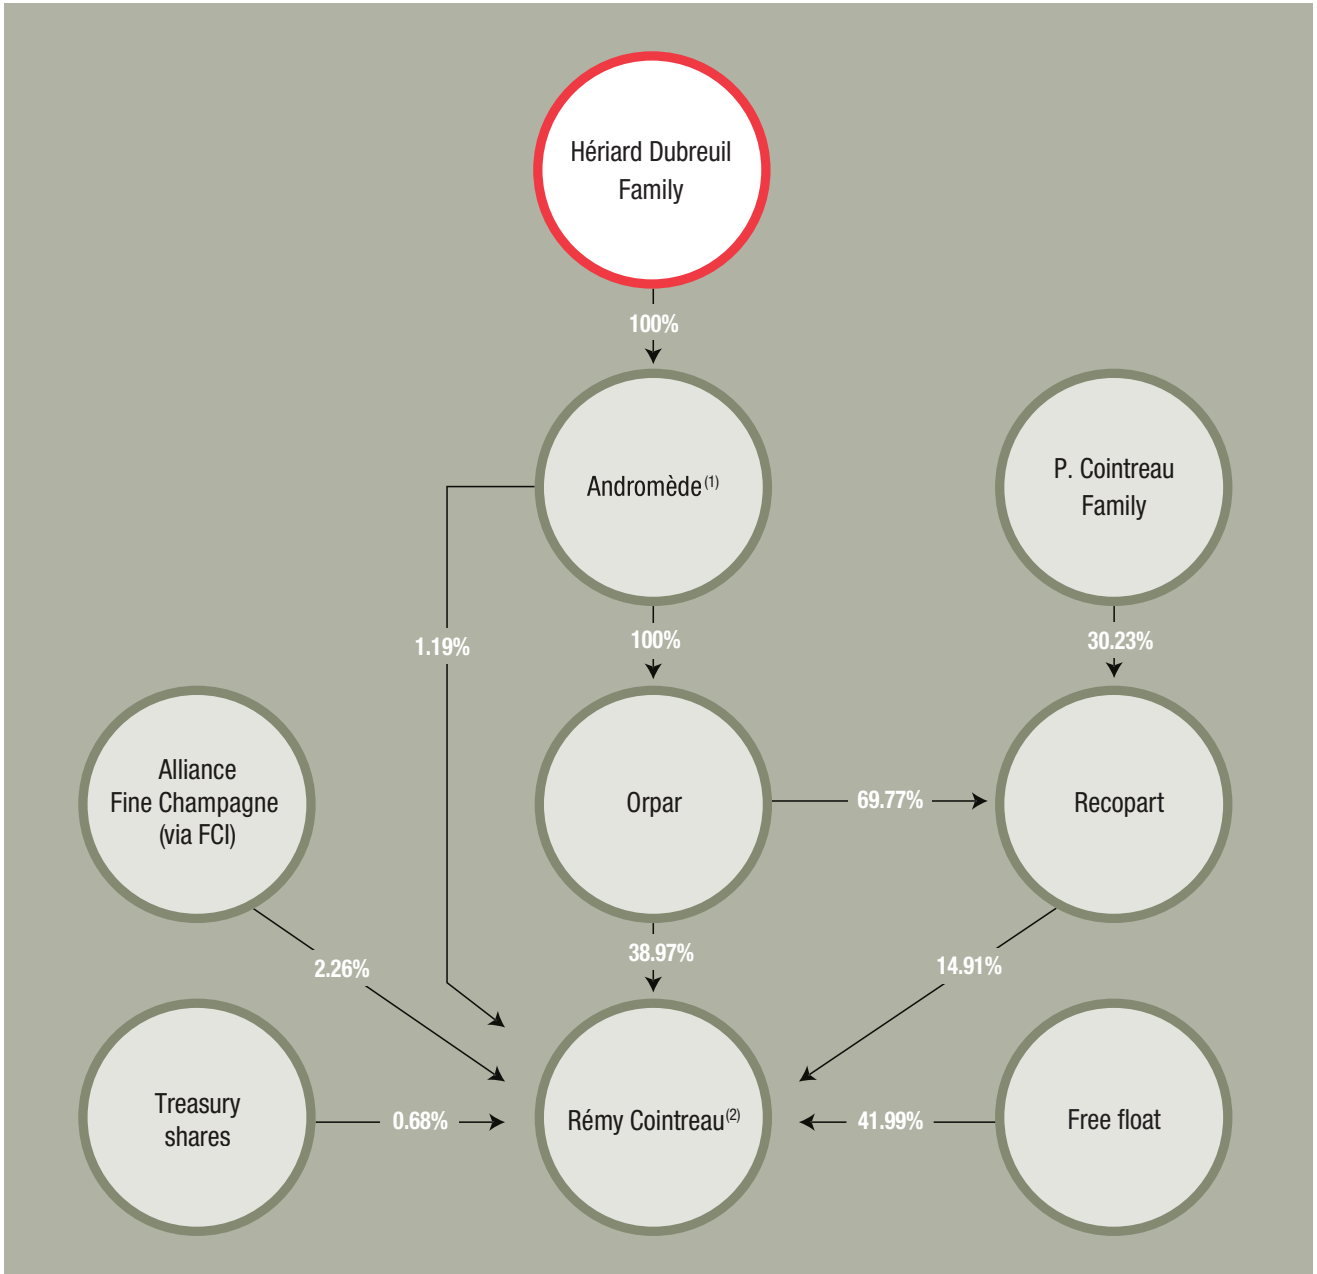 Hériard Dubreuil
Family
100%
Andromède(1)
P. Cointreau
Family
1.19%
100%
30.23%
Alliance
Fine Champagne
(via FCI)
Orpar
69.77%
Recopart
2.26%
38.97%
14.91%
Treasury
shares
0.68%
Rémy Cointreau(2)
41.99%
Free float